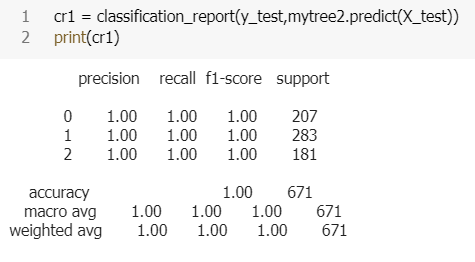 1 cr1 = classification_report(y_test,mytree2.predict(X_test))
2 print(cr1)
precision recall f1-score support
0 1.00 1.00 1.00 207
1 1.00 1.00 1.00 283
2 1.00 1.00 1.00 181
accuracy 1.00 671
macro avg 1.00 1.00 1.00 671
weighted avg 1.00 1.00 1.00 671